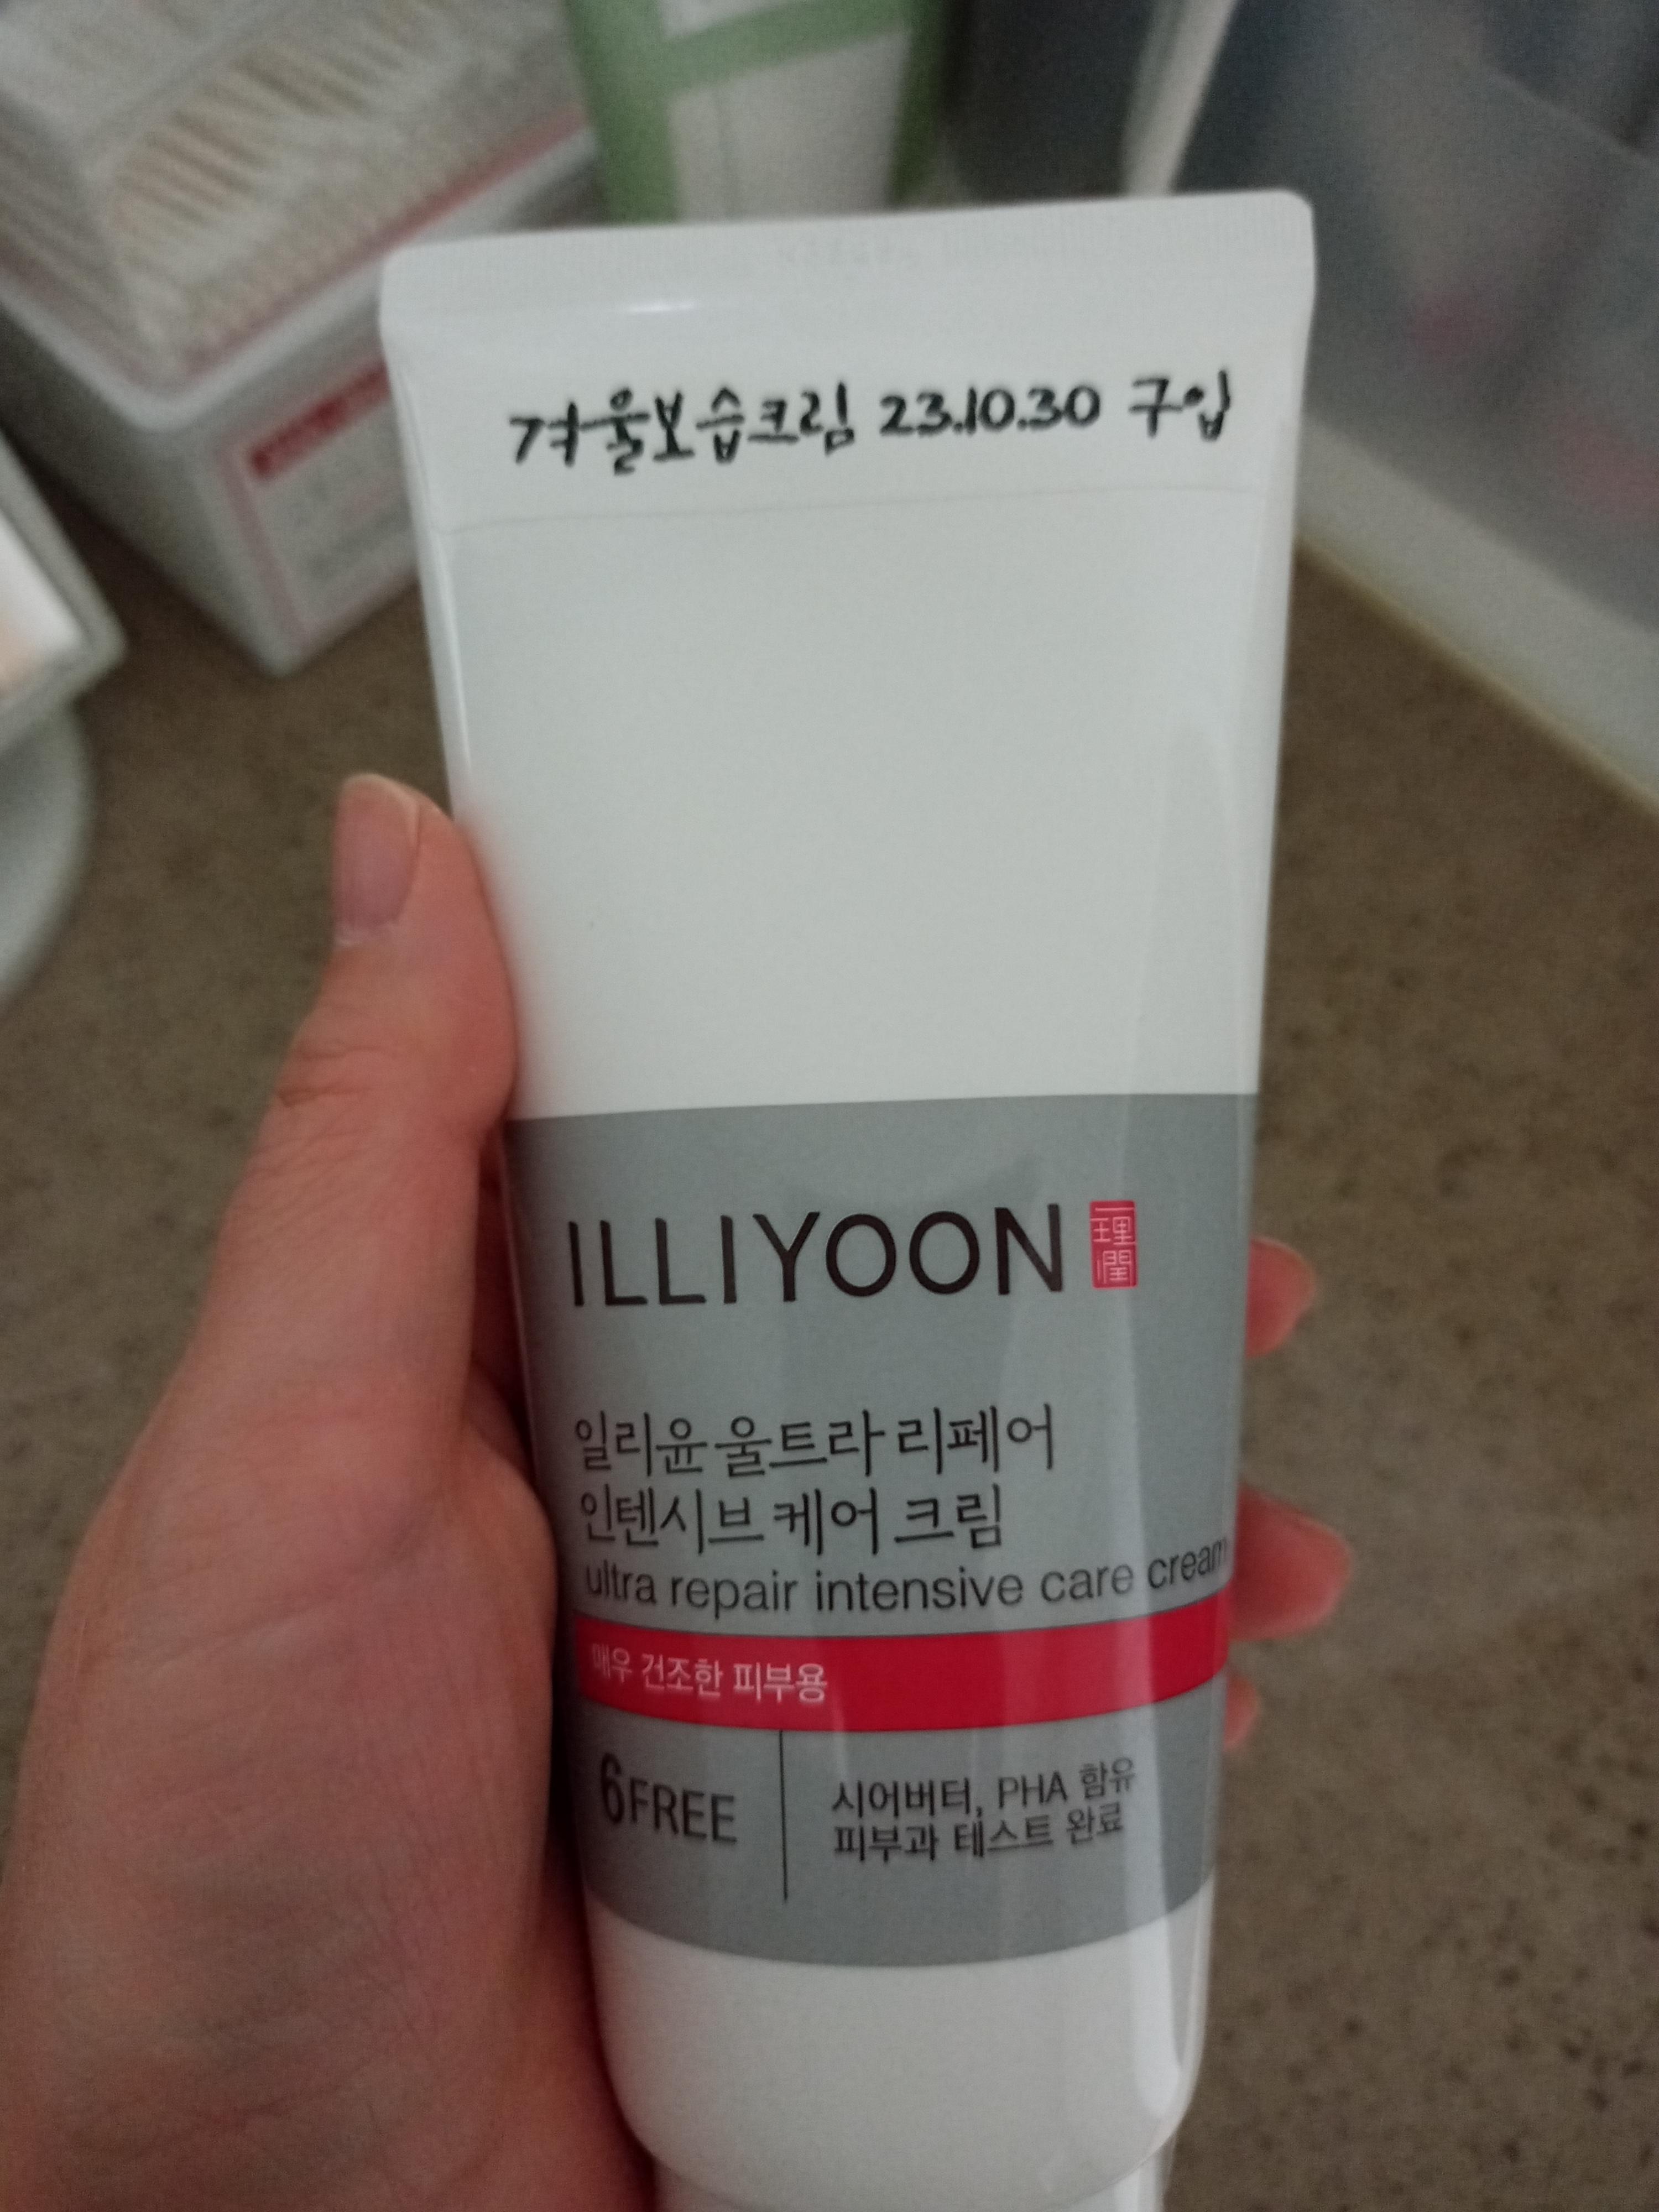 겨울보습크림 23.10.30 구입
ILLIYOON 理潤
일리윤 울트라 리페어
인텐시브 케어 크림
ultra repair intensive care cream
매우 건조한 피부용
6FREE
시어버터, PHA 함유
피부과 테스트 완료